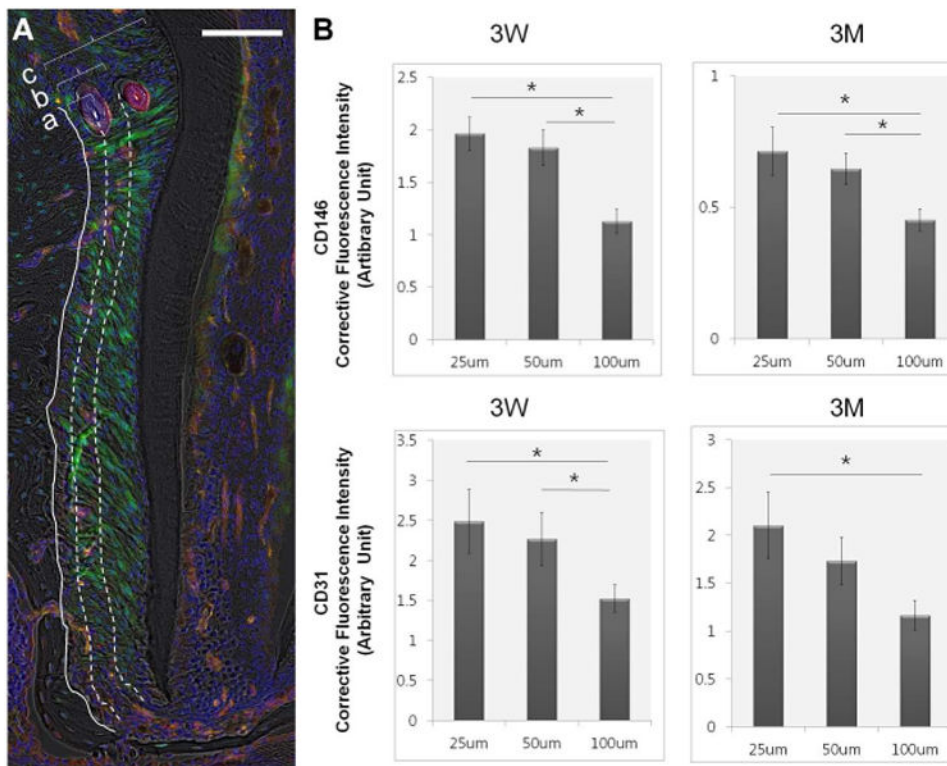 A
c
b
a
B
3W
3M
CD146
Corrective Fluorescence Intensity
(Artibrary Unit)
2.5
2
1.5
1
0.5
0
*
*
25um 50um 100um
1
0.5
0
*
*
25um 50um 100um
3W
3M
CD31
Corrective Fluorescence Intensity
(Arbitrary Unit)
3.5
3
2.5
2
1.5
1
0.5
0
*
*
25um 50um 100um
3
2.5
2
1.5
1
0.5
0
*
25um 50um 100um